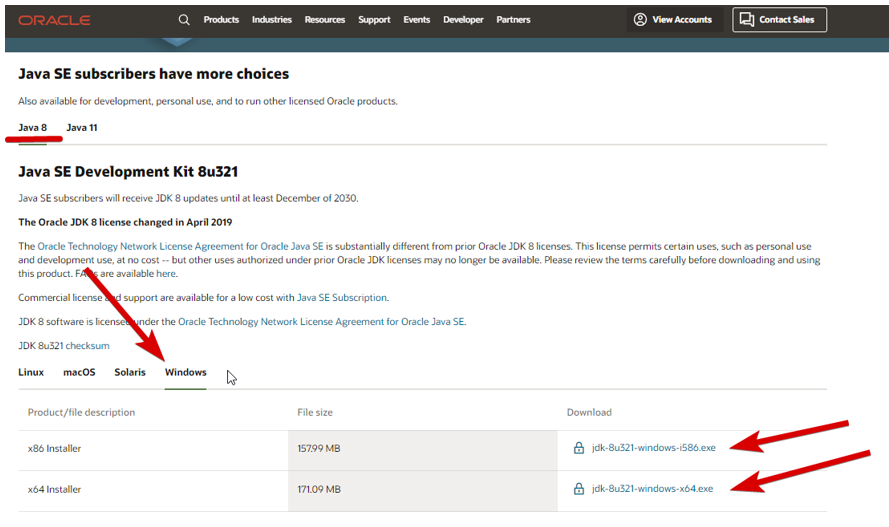 ORACLE Products Industries Resources Support Events Developer Partners View Accounts Contact Sales
Java SE subscribers have more choices
Also available for development, personal use, and to run other licensed Oracle products.
Java 8 Java 11
Java SE Development Kit 8u321
Java SE subscribers will receive JDK 8 updates until at least December of 2030.
The Oracle JDK 8 license changed in April 2019
The Oracle Technology Network License Agreement for Oracle Java SE is substantially different from prior Oracle JDK 8 licenses. This license permits certain uses, such as personal use
and development use, at no cost -- but other uses authorized under prior Oracle JDK licenses may no longer be available. Please review the terms carefully before downloading and using
this product. FAQs are available here.
Commercial license and support are available for a low cost with Java SE Subscription.
JDK 8 software is licensed under the Oracle Technology Network License Agreement for Oracle Java SE.
JDK 8u321 checksum
Linux macOS Solaris Windows
Product/file description File size Download
x86 Installer 157.99 MB jdk-8u321-windows-i586.exe
x64 Installer 171.09 MB jdk-8u321-windows-x64.exe